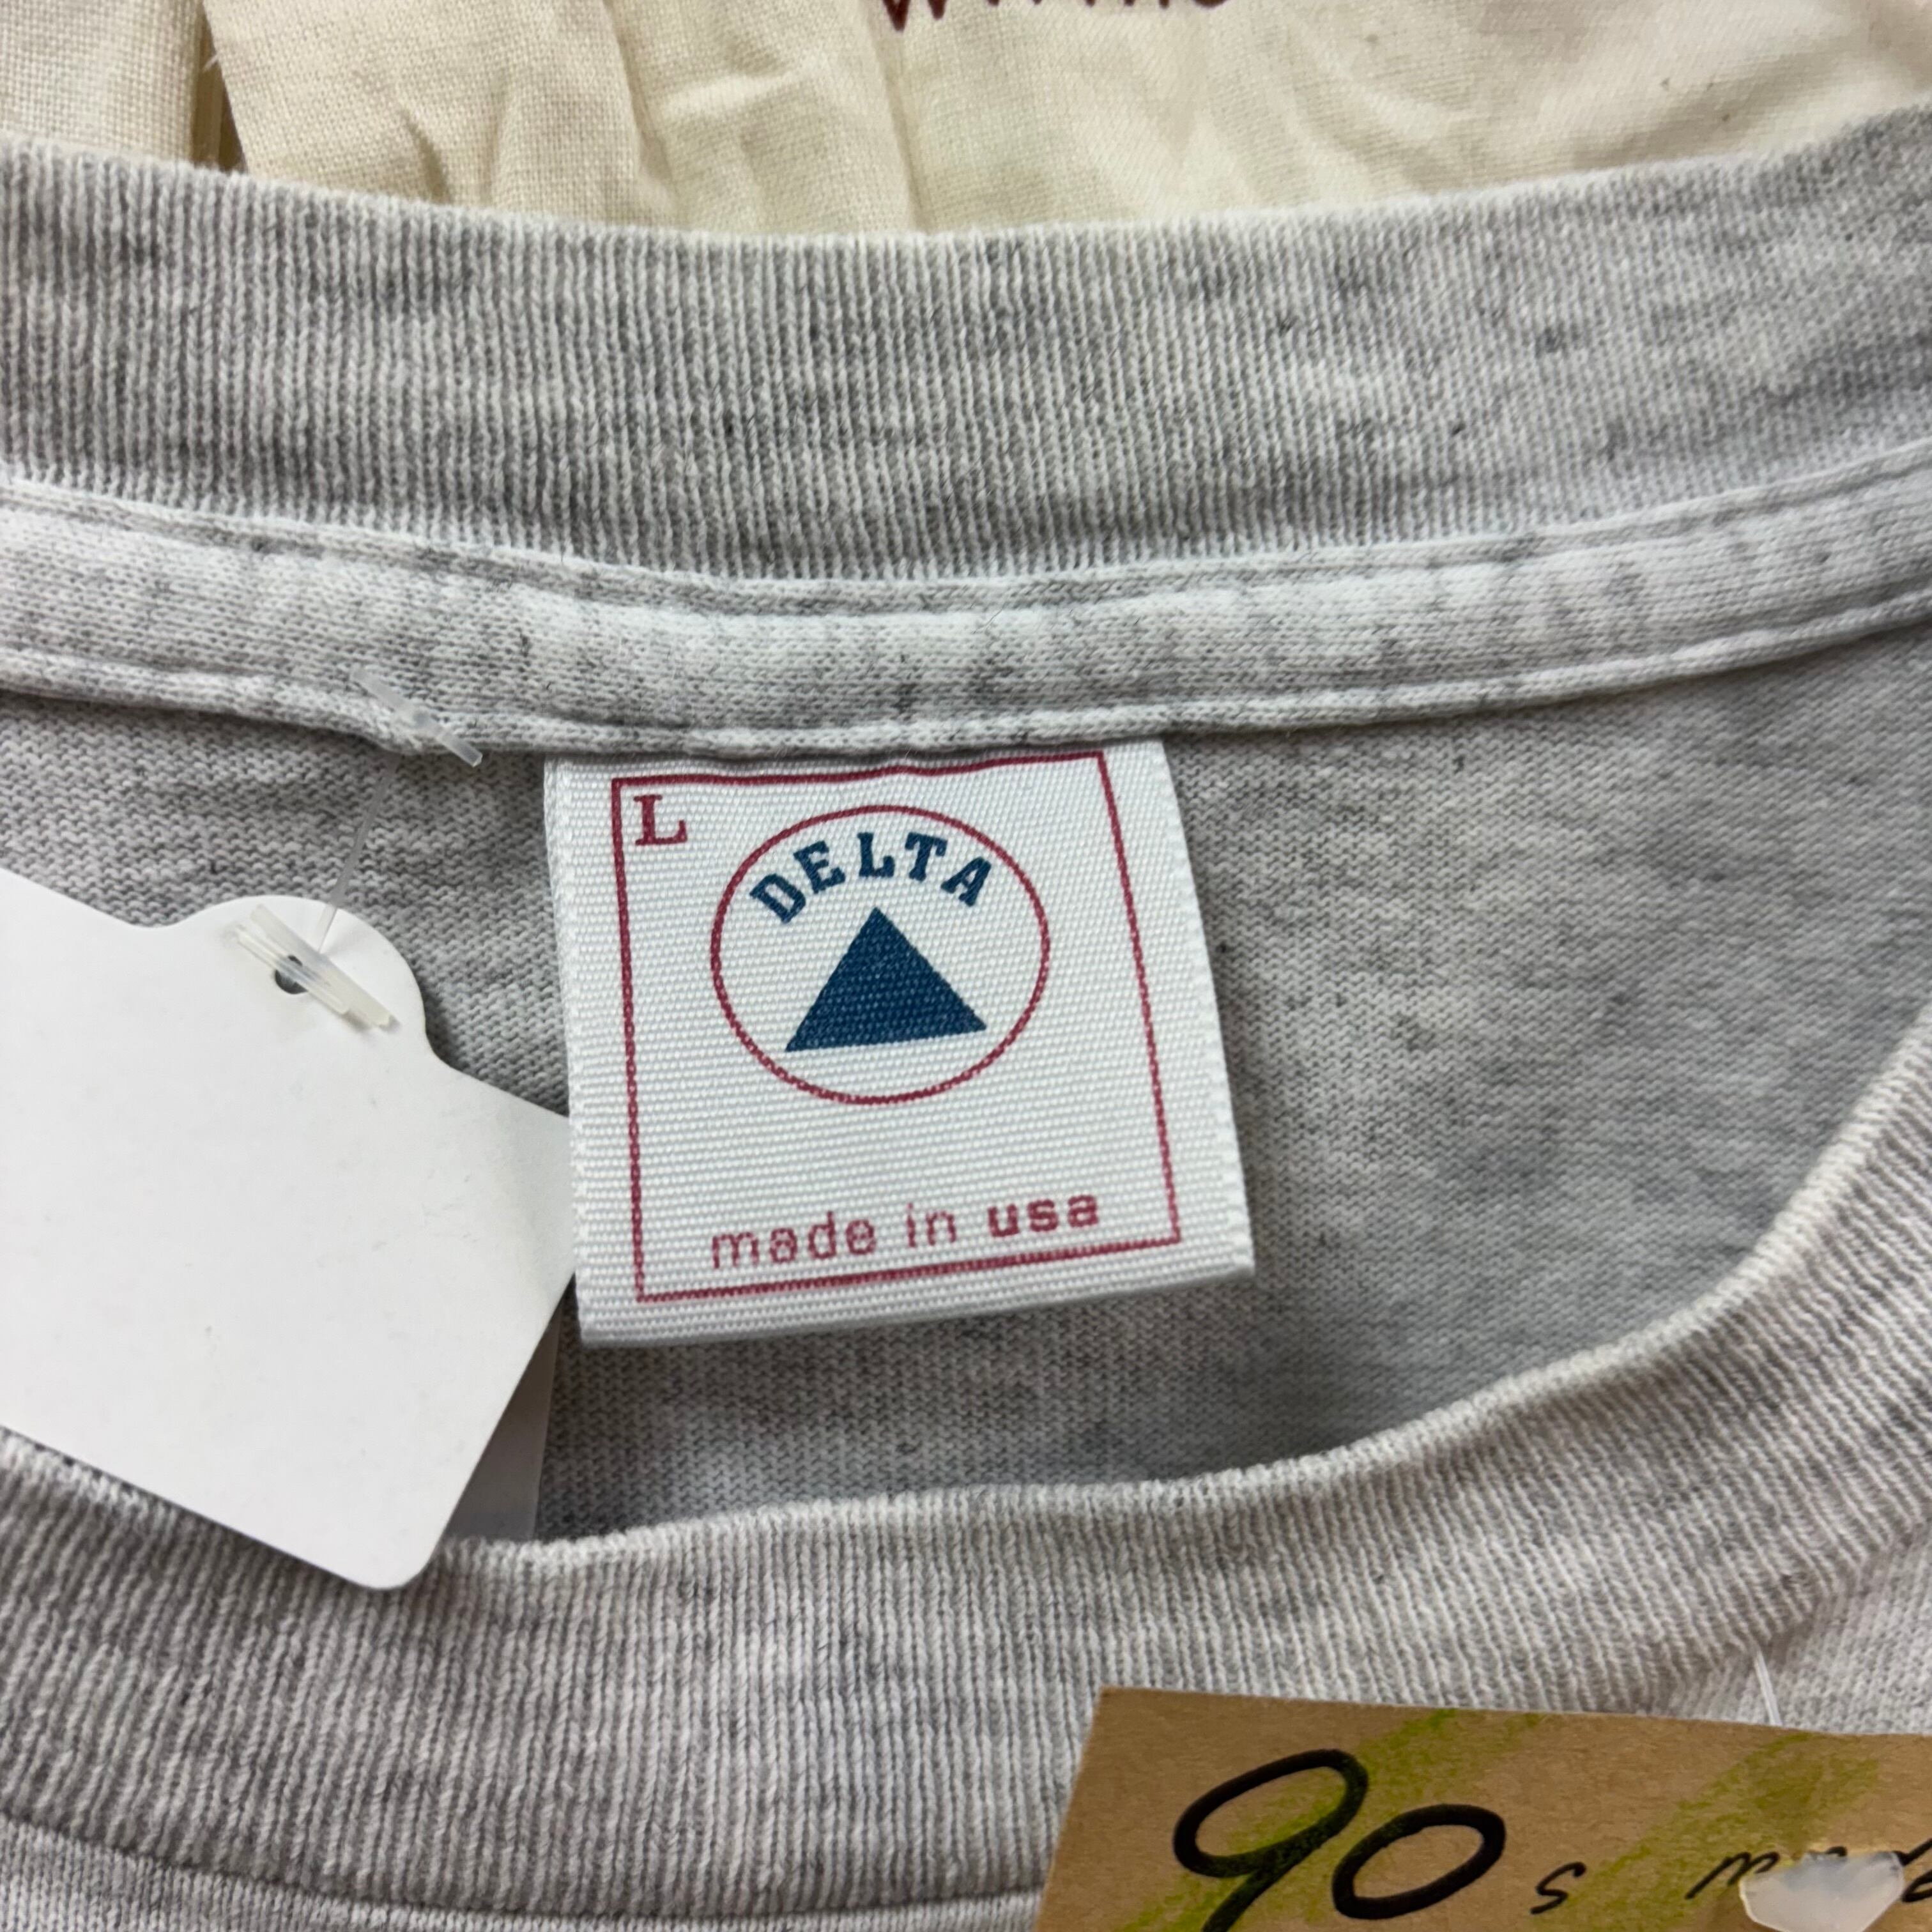 L
DELTA
made in usa
90s